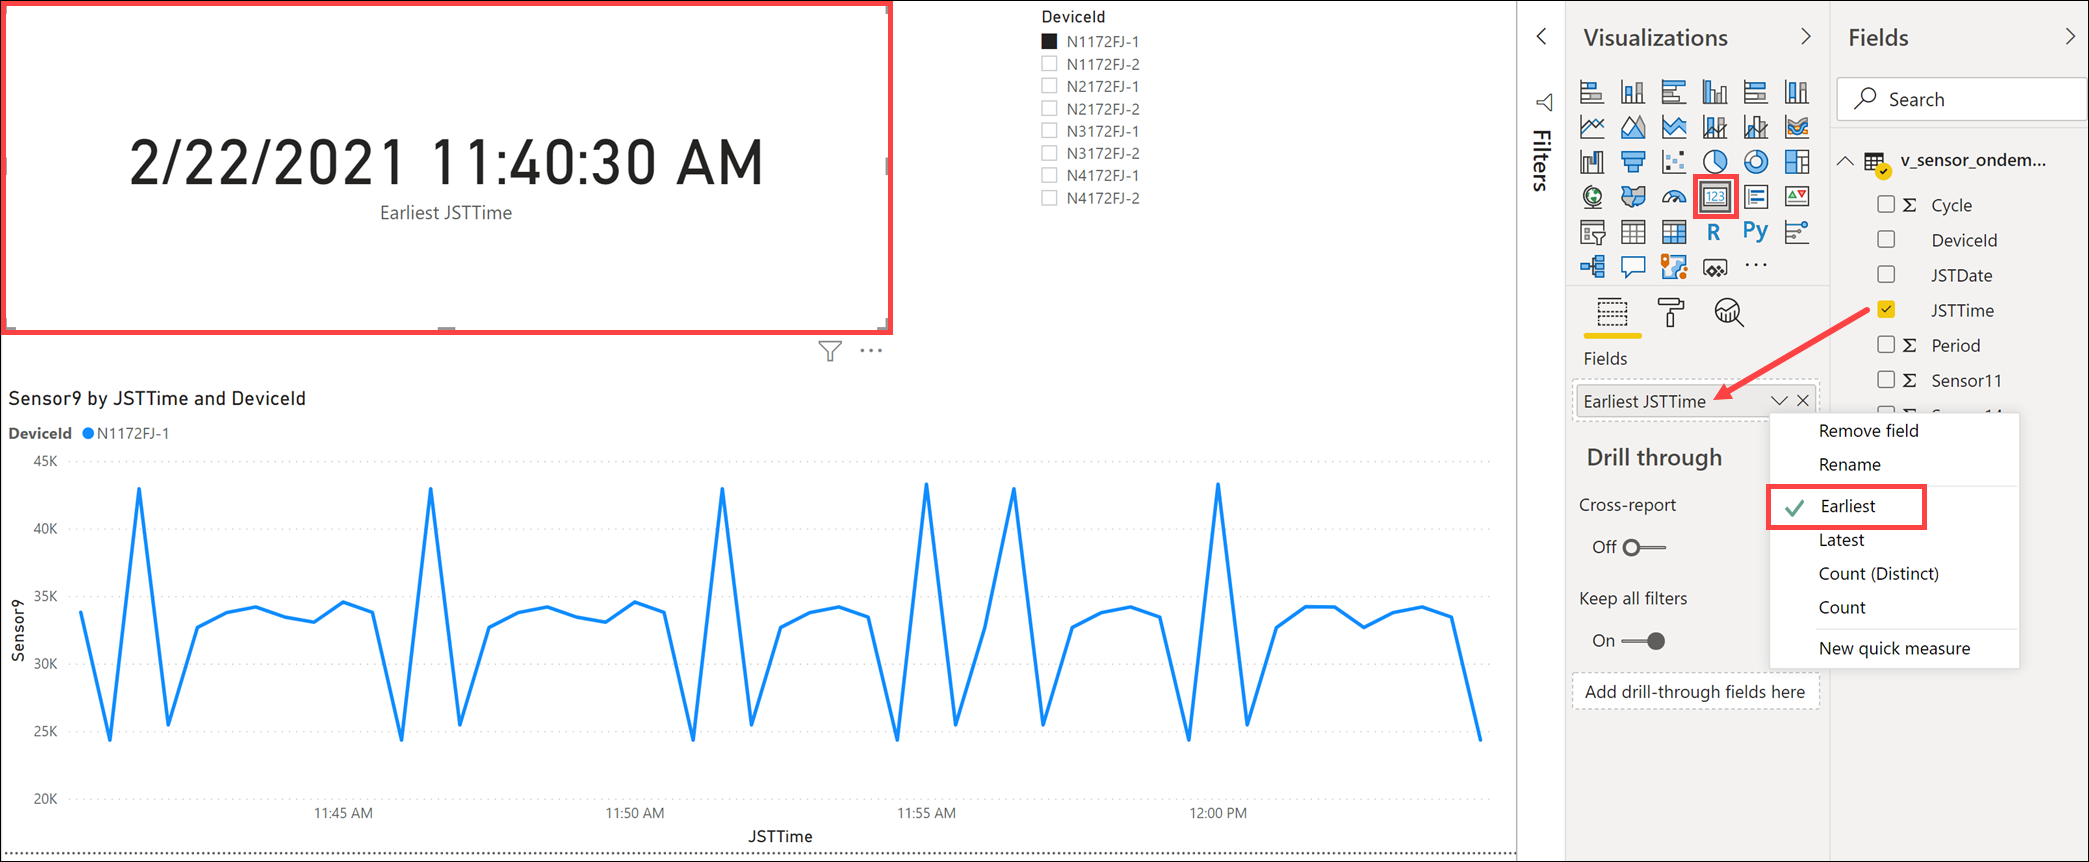 2/22/2021 11:40:30 AM
Earliest JSTTime
DeviceId
N1172FJ-1
N1172FJ-2
N2172FJ-1
N2172FJ-2
N3172FJ-1
N3172FJ-2
N4172FJ-1
N4172FJ-2
Sensor9 by JSTTime and DeviceId
DeviceId N1172FJ-1
45K
40K
35K
30K
25K
20K
Sensor9
11:45 AM 11:50 AM 11:55 AM 12:00 PM
JSTTime
Filters
Visualizations
123
R Py
Fields
Earliest JSTTime
Drill through
Cross-report
Off
Keep all filters
On
Add drill-through fields here
Remove field
Rename
Earliest
Latest
Count (Distinct)
Count
New quick measure
Fields
Search
v_sensor_ondem...
Σ Cycle
DeviceId
JSTDate
JSTTime
Σ Period
Σ Sensor11